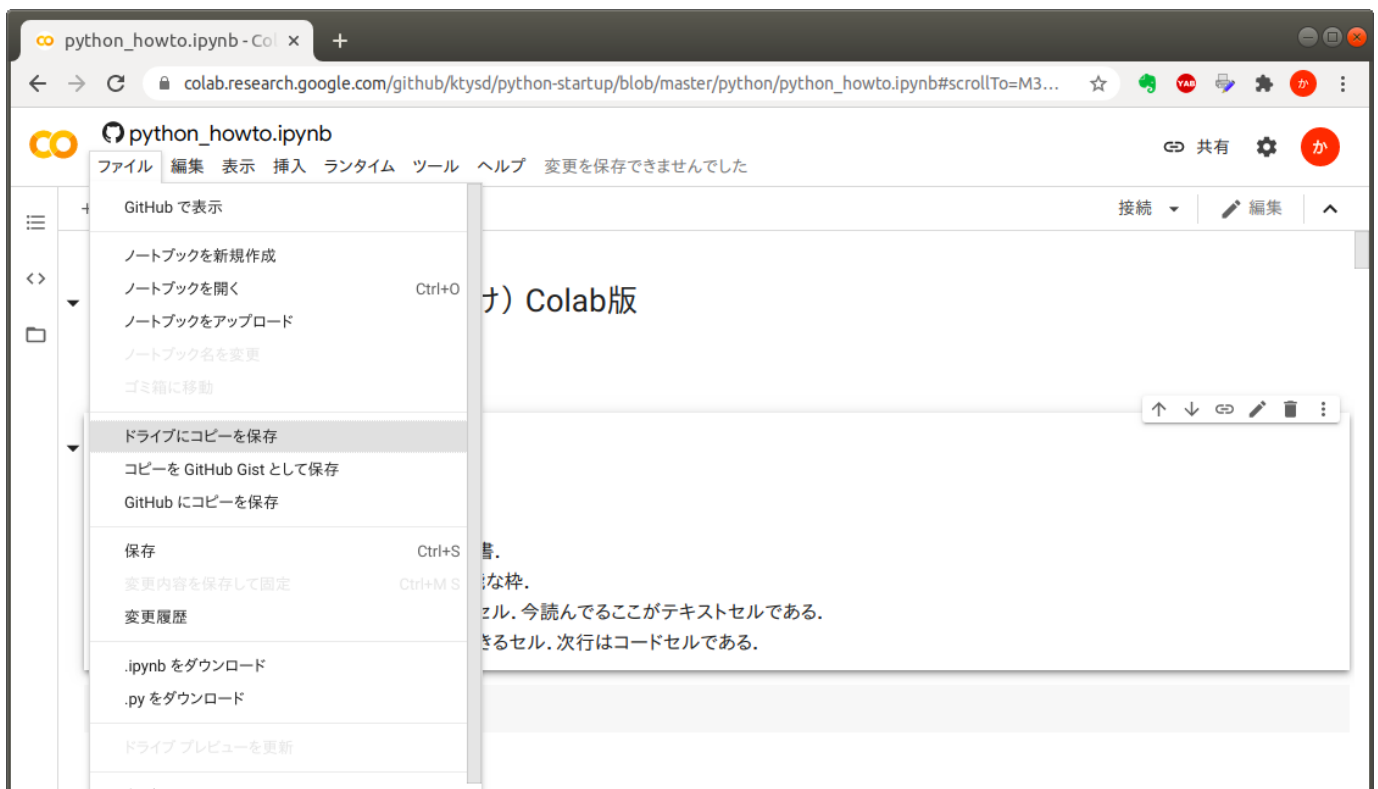 python_howto.ipynb - Col
colab.research.google.com/github/ktysd/python-startup/blob/master/python/python_howto.ipynb#scrollTo=M3...
YAB
か
python_howto.ipynb
ファイル 編集 表示 挿入 ランタイム ツール ヘルプ 変更を保存できませんでした
共有
か
GitHub で表示
接続
編集
ノートブックを新規作成
ノートブックを開く Ctrl+O
ノートブックをアップロード
ノートブック名を変更
ゴミ箱に移動
け) Colab版
ドライブにコピーを保存
コピーを GitHub Gist として保存
GitHub にコピーを保存
保存 Ctrl+S
書.
変更内容を保存して固定 Ctrl+M S
な枠.
変更履歴
セル. 今読んでるここがテキストセルである.
きるセル. 次行はコードセルである.
.ipynb をダウンロード
.py をダウンロード
ドライブ プレビューを更新